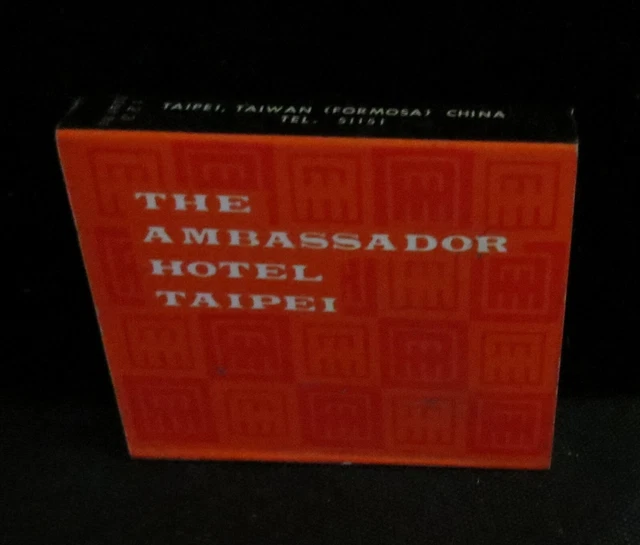 TAIPEI, TAIWAN (FORMOSA) CHINA
TEL. 51151
THE
AMBASSADOR
HOTEL
TAIPEI